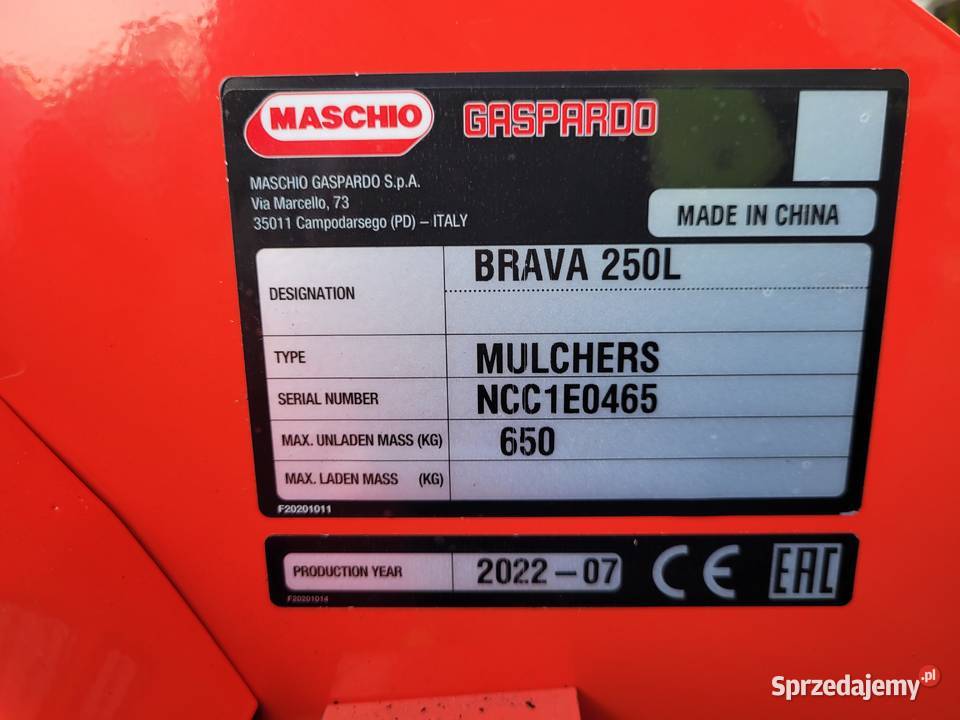 MASCHIO GASPARDO
MASCHIO GASPARDO S.p.A.
Via Marcello, 73
35011 Campodarsego (PD) – ITALY
MADE IN CHINA
DESIGNATION BRAVA 250L
TYPE MULCHERS
SERIAL NUMBER NCC1E0465
MAX. UNLADEN MASS (KG) 650
MAX. LADEN MASS (KG)
F20201011
PRODUCTION YEAR 2022-07 CE EAC
F20201014
Sprzedajemy.pl